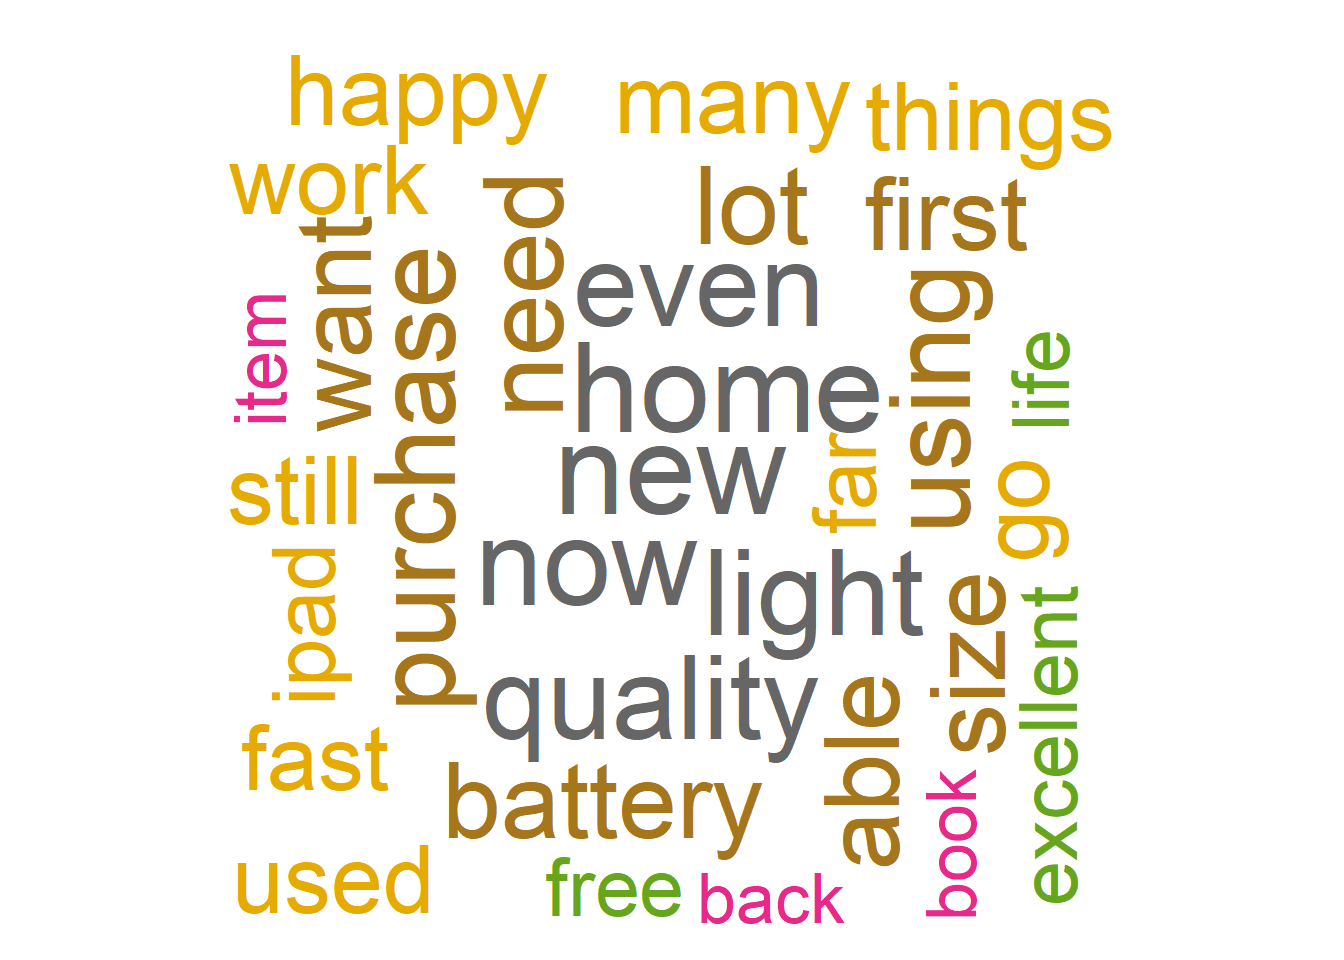 happy
many
things
work
need
lot
first
want
purchase
even
using
item
home
life
new
far
still
go
now
light
ipad
size
excellent
quality
able
fast
battery
book
used
free
back